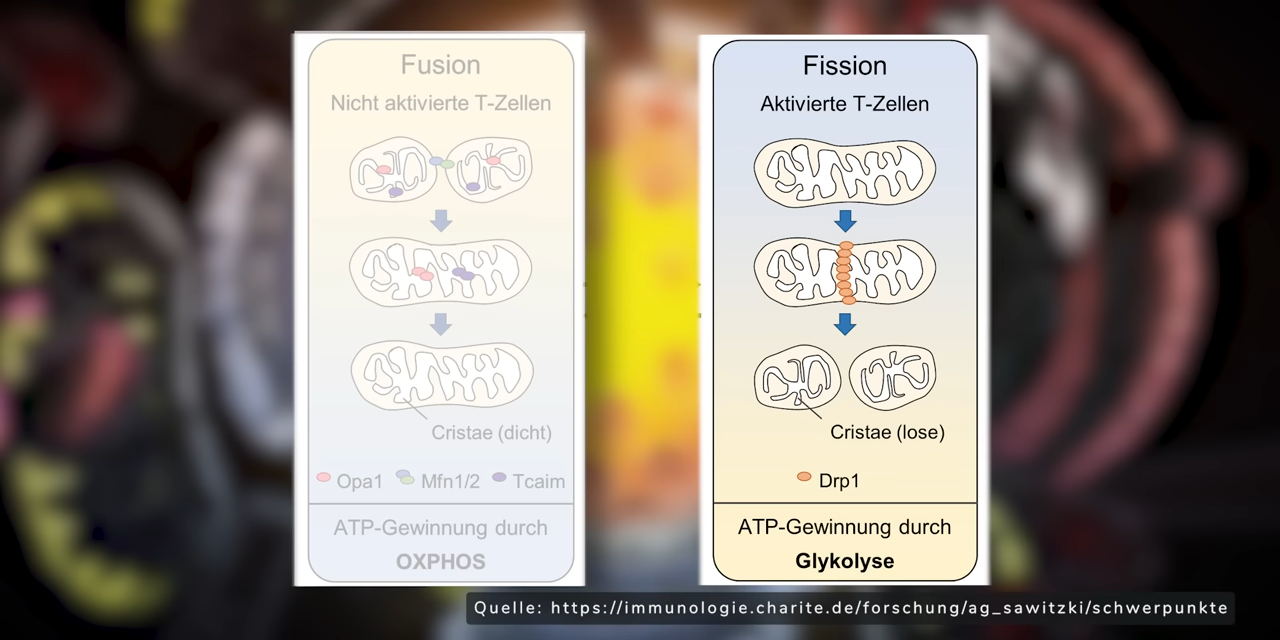 Fusion
Nicht aktivierte T-Zellen
Cristae (dicht)
Opa1 Mfn1/2 Tcaim
ATP-Gewinnung durch
OXPHOS
Fission
Aktivierte T-Zellen
Cristae (lose)
Drp1
ATP-Gewinnung durch
Glykolyse
Quelle: https://immunologie.charite.de/forschung/ag_sawitzki/schwerpunkte